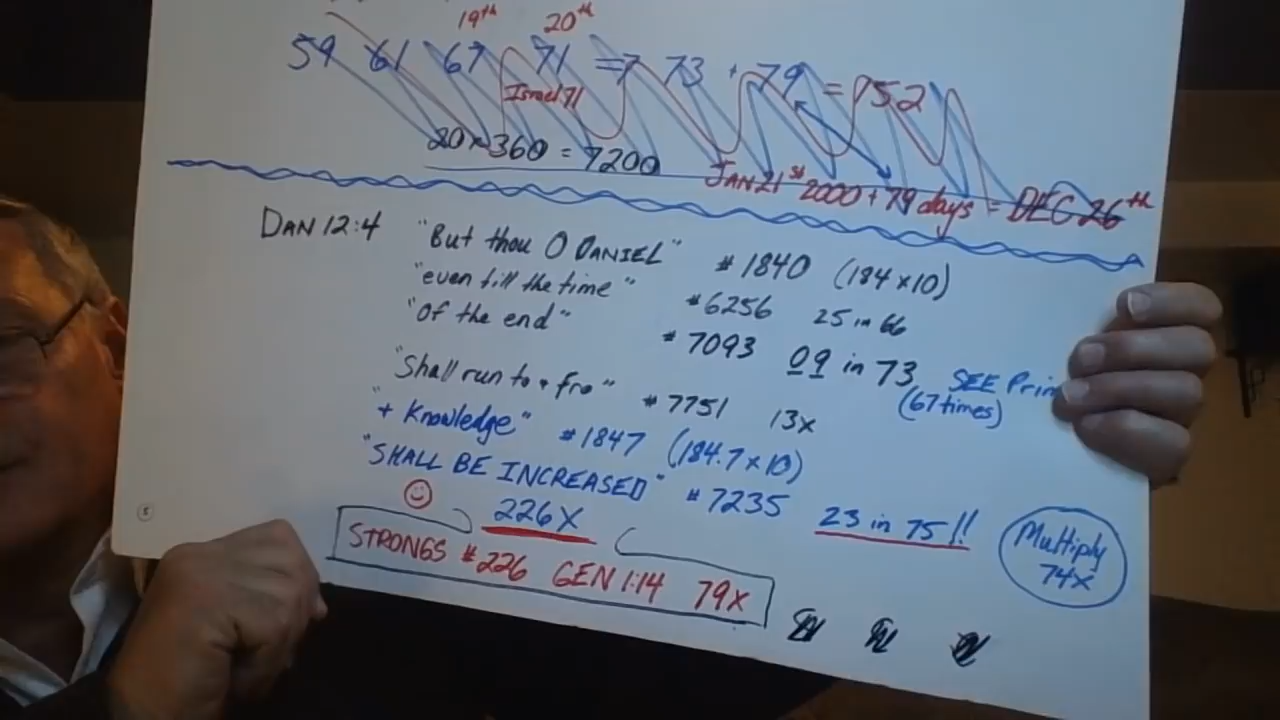 19th 20th
59 61 67 71 = 7 73 + 79 = 152
Israel 71
20 x 360 = 7200
JAN 21st 2000 + 79 days = DEC 26th
DAN 12:4 "But thou O DANIEL" #1840 (184 x 10)
"even till the time" #6256 25 in 66
"Of the end" #7093 09 in 73 SEE Prim
(67 times)
"Shall run to + fro" #7751 13x
"+ Knowledge" #1847 (184.7 x 10)
"SHALL BE INCREASED" #7235 23 in 75!!
226X
STRONGS #226 GEN 1:14 79x
Multiply
74x
5